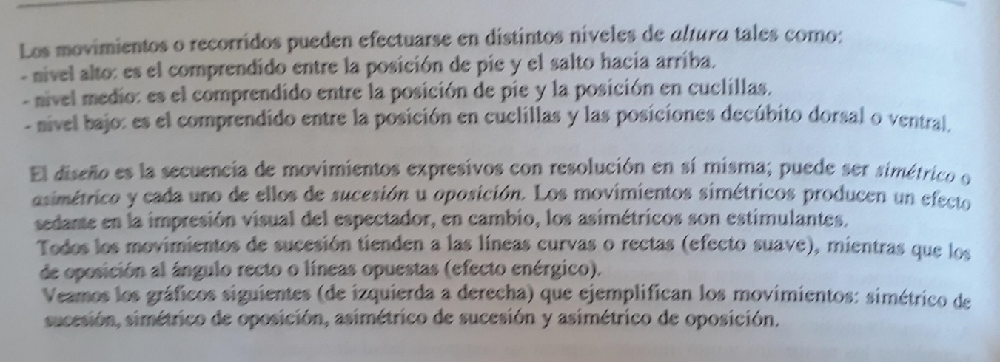 Los movimientos o recorridos pueden efectuarse en distintos niveles de altura tales como:
- nivel alto: es el comprendido entre la posición de pie y el salto hacia arriba.
- nivel medio: es el comprendido entre la posición de pie y la posición en cuclillas.
- nivel bajo: es el comprendido entre la posición en cuclillas y las posiciones decúbito dorsal o ventral.
El diseño es la secuencia de movimientos expresivos con resolución en sí misma; puede ser simétrico o
asimétrico y cada uno de ellos de sucesión u oposición. Los movimientos simétricos producen un efecto
sedante en la impresión visual del espectador, en cambio, los asimétricos son estimulantes.
Todos los movimientos de sucesión tienden a las líneas curvas o rectas (efecto suave), mientras que los
de oposición al ángulo recto o líneas opuestas (efecto enérgico).
Veamos los gráficos siguientes (de izquierda a derecha) que ejemplifican los movimientos: simétrico de
sucesión, simétrico de oposición, asimétrico de sucesión y asimétrico de oposición.